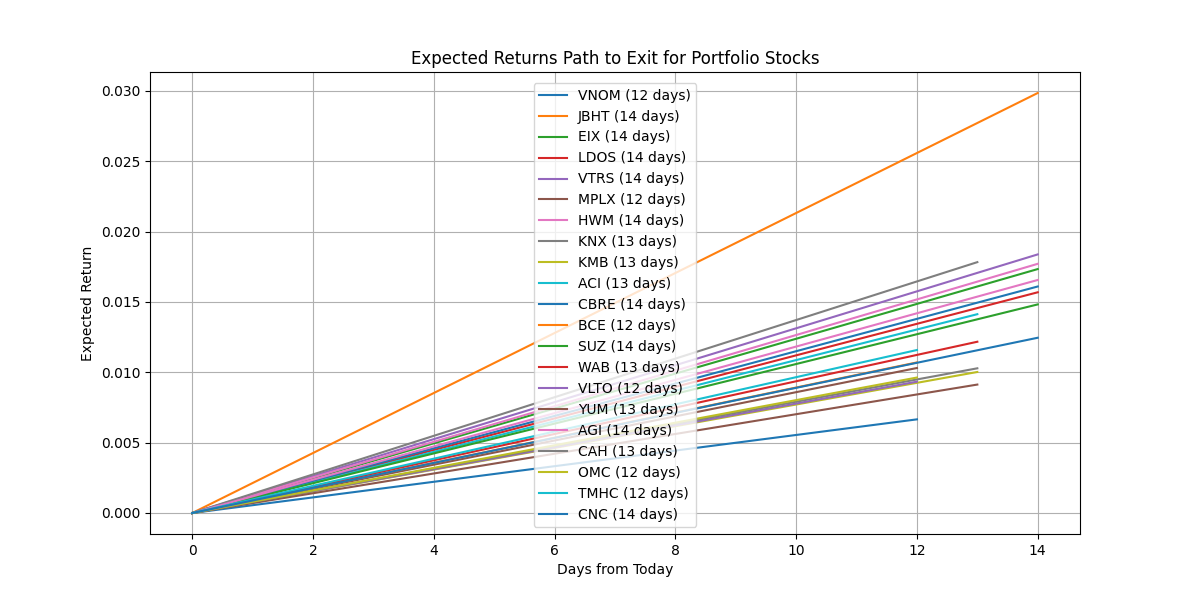 Expected Returns Path to Exit for Portfolio Stocks
Expected Return
0.030
0.025
0.020
0.015
0.010
0.005
0.000
VNOM (12 days)
JBHT (14 days)
EIX (14 days)
LDOS (14 days)
VTRS (14 days)
MPLX (12 days)
HWM (14 days)
KNX (13 days)
KMB (13 days)
ACI (13 days)
CBRE (14 days)
BCE (12 days)
SUZ (14 days)
WAB (13 days)
VLTO (12 days)
YUM (13 days)
AGI (14 days)
CAH (13 days)
OMC (12 days)
TMHC (12 days)
CNC (14 days)
0 2 4 6 8 10 12 14
Days from Today